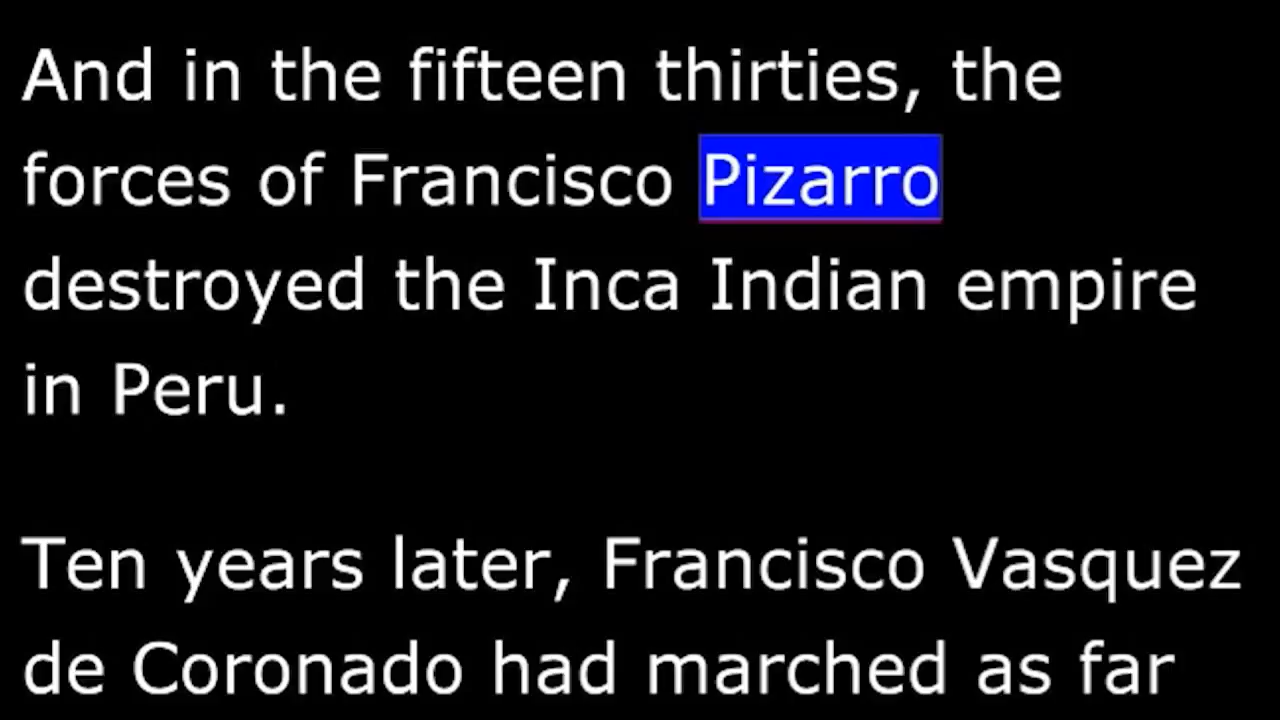 And in the fifteen thirties, the
forces of Francisco Pizarro
destroyed the Inca Indian empire
in Peru.
Ten years later, Francisco Vasquez
de Coronado had marched as far